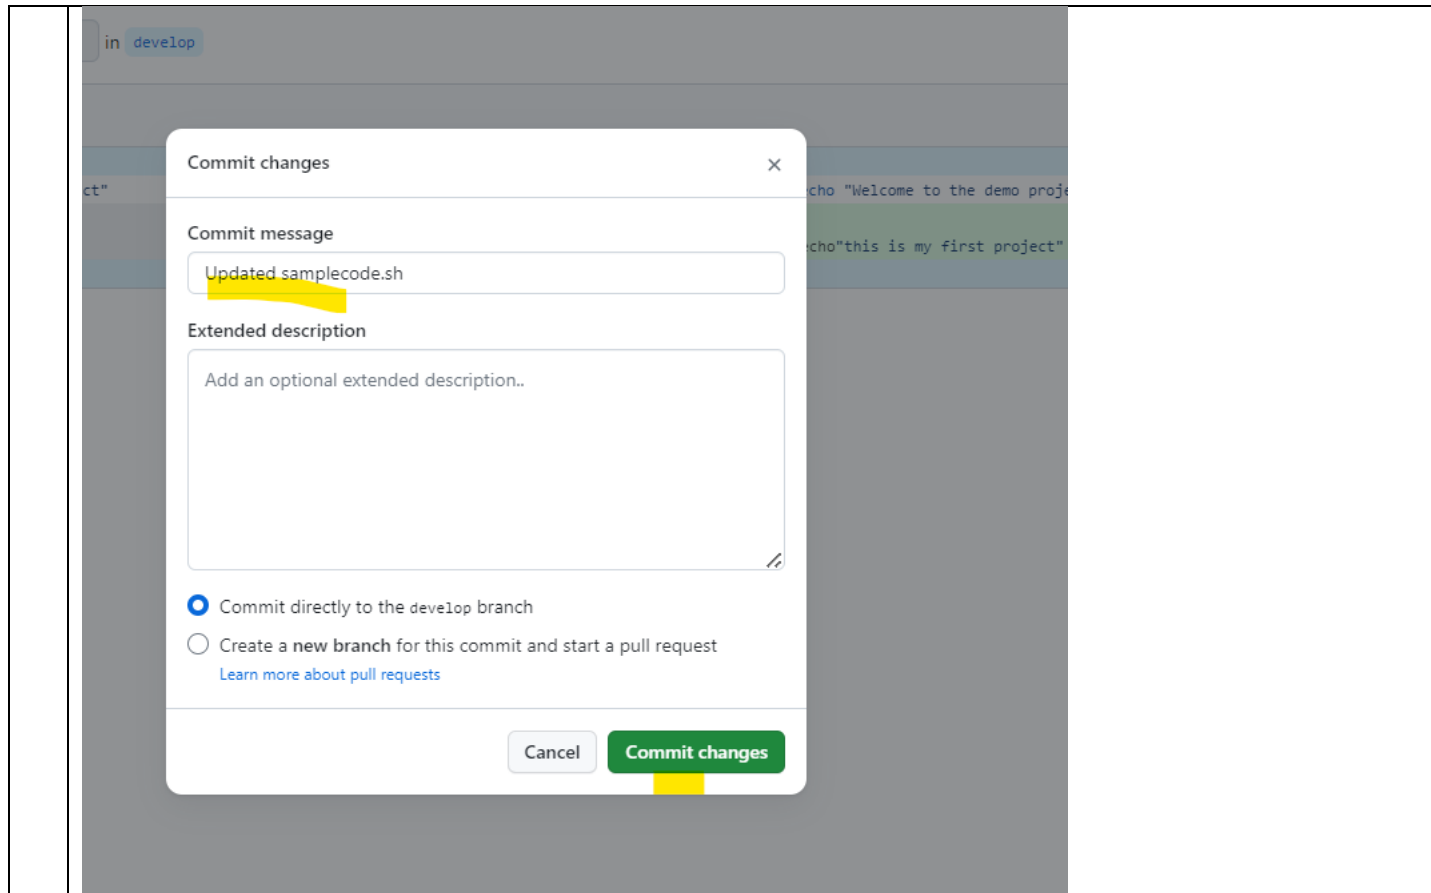 in develop
Commit changes
ct"
cho "Welcome to the demo proje
Commit message
echo"this is my first project"
Updated samplecode.sh
Extended description
Add an optional extended description..
Commit directly to the develop branch
Create a new branch for this commit and start a pull request
Learn more about pull requests
Cancel
Commit changes